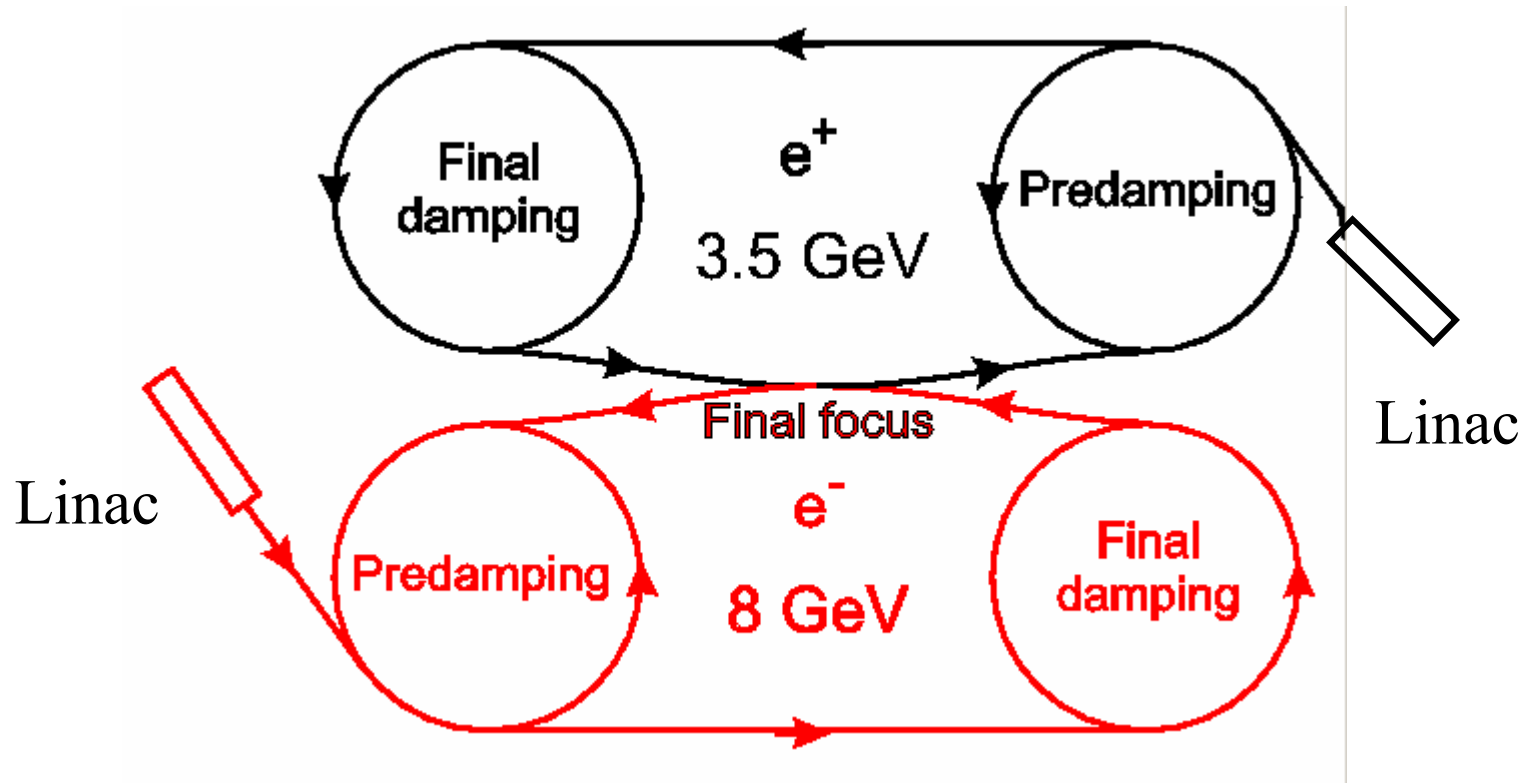 Final
damping
e⁺
3.5 GeV
Predamping
Linac
Final focus
Linac
Predamping
e⁻
8 GeV
Final
damping